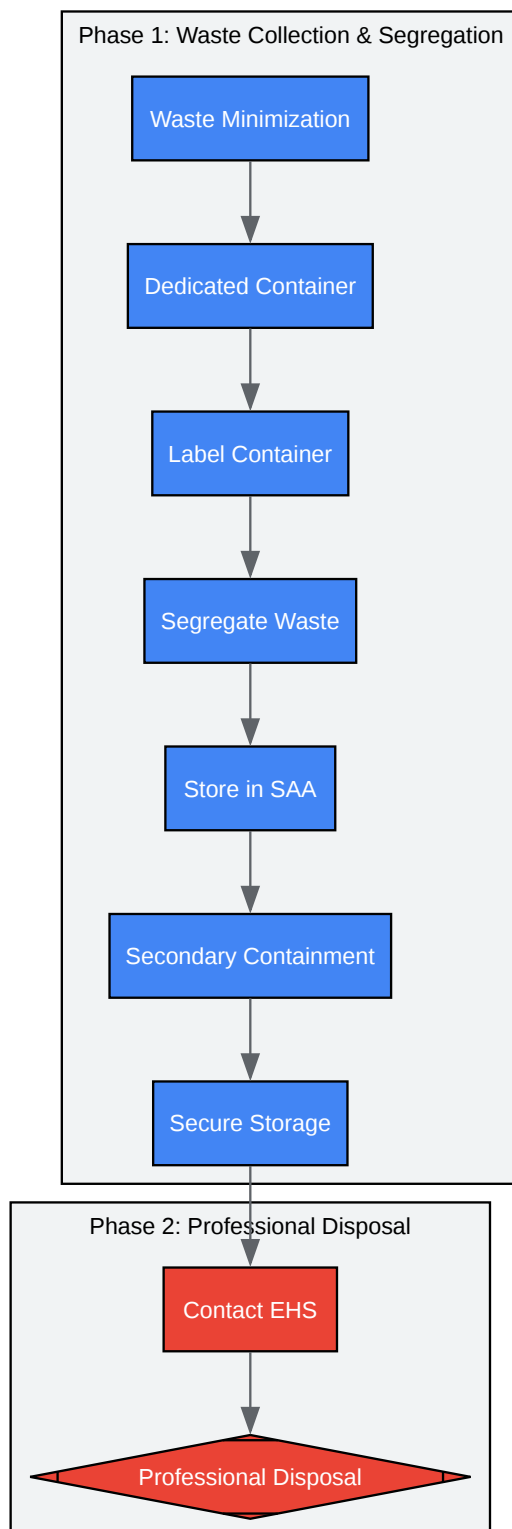 Phase 1: Waste Collection & Segregation
Waste Minimization
Dedicated Container
Label Container
Segregate Waste
Store in SAA
Secondary Containment
Secure Storage
Phase 2: Professional Disposal
Contact EHS
Professional Disposal